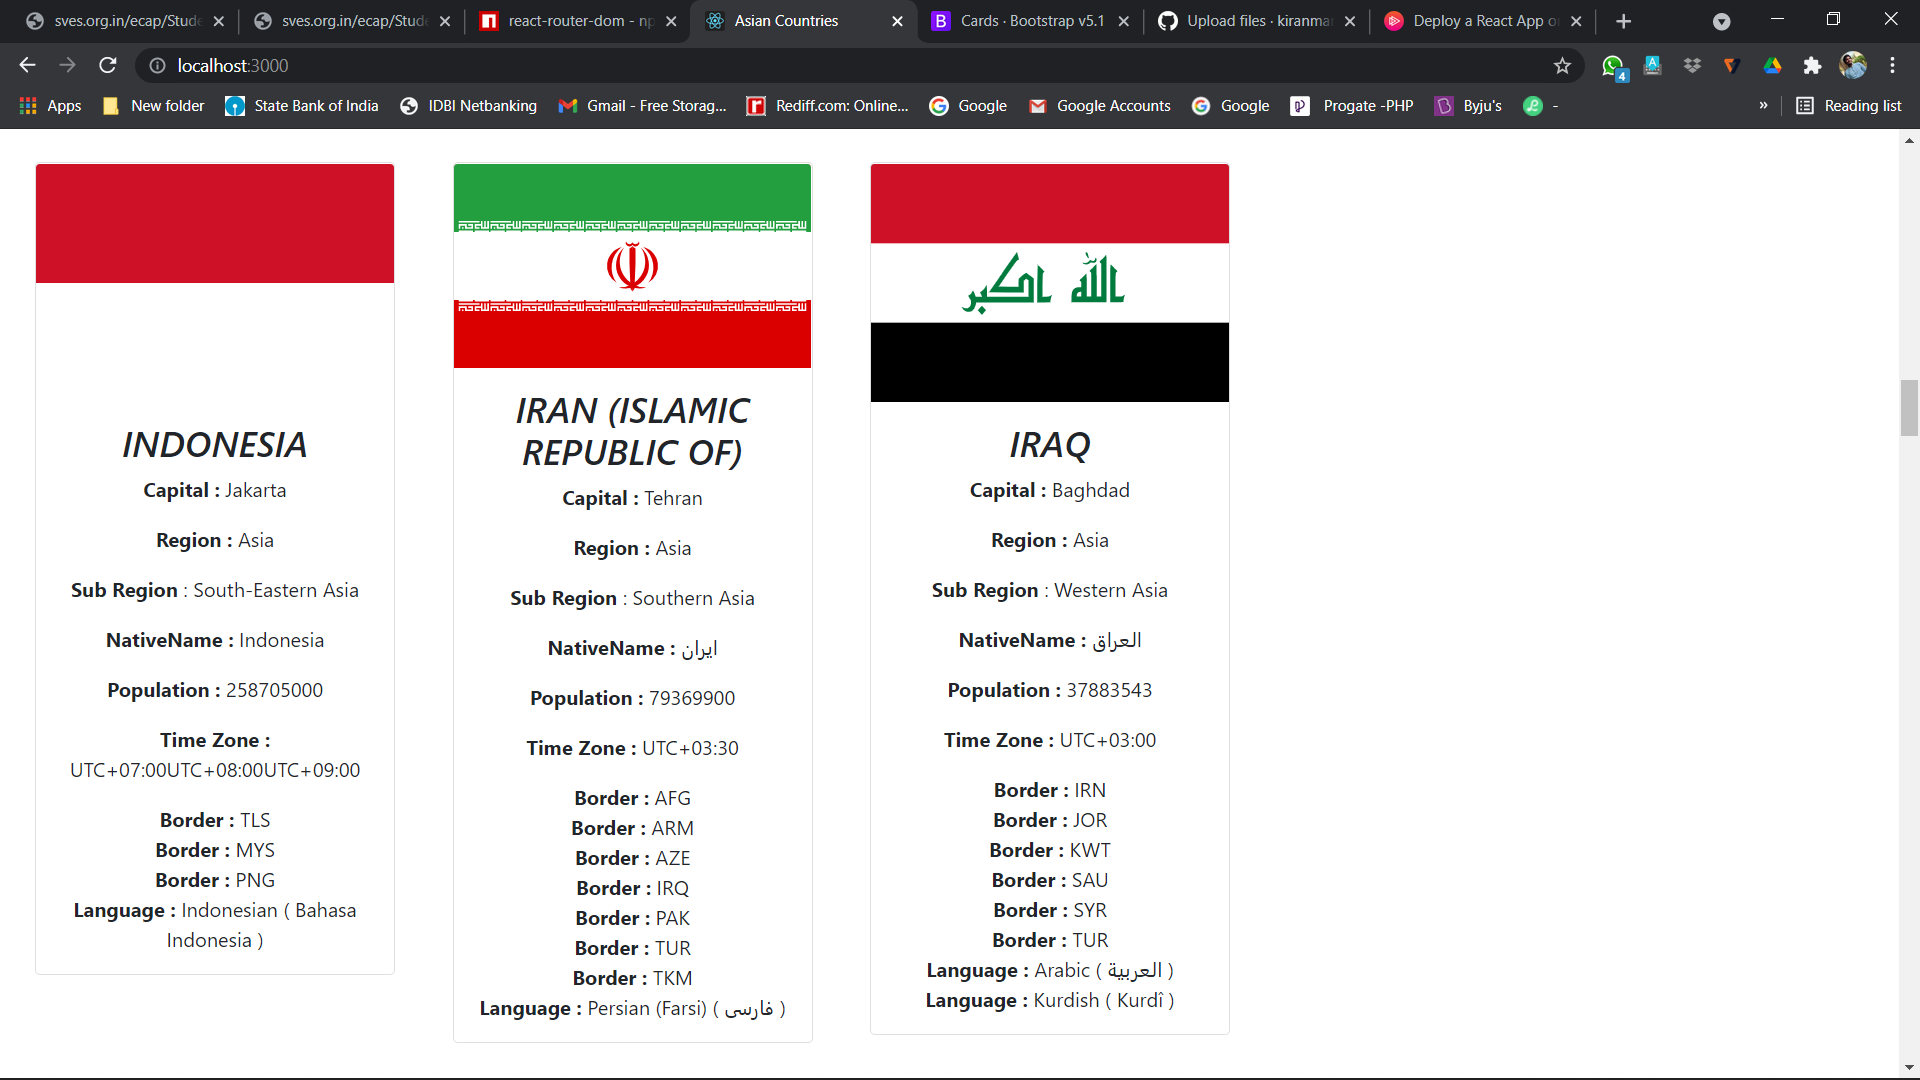 sves.org.in/ecap/Stude
sves.org.in/ecap/Stude
react-router-dom - np
Asian Countries
Cards · Bootstrap v5.1
Upload files · kiranmar
Deploy a React App o
localhost:3000
4
Apps
New folder
State Bank of India
IDBI Netbanking
Gmail - Free Storag...
Rediff.com: Online...
Google
Google Accounts
Google
Progate -PHP
Byju's
-
»
Reading list
INDONESIA
Capital : Jakarta
Region : Asia
Sub Region : South-Eastern Asia
NativeName : Indonesia
Population : 258705000
Time Zone :
UTC+07:00UTC+08:00UTC+09:00
Border : TLS
Border : MYS
Border : PNG
Language : Indonesian ( Bahasa
Indonesia )
IRAN (ISLAMIC
REPUBLIC OF)
Capital : Tehran
Region : Asia
Sub Region : Southern Asia
NativeName : ایران
Population : 79369900
Time Zone : UTC+03:30
Border : AFG
Border : ARM
Border : AZE
Border : IRQ
Border : PAK
Border : TUR
Border : TKM
Language : Persian (Farsi) ( فارسی )
الله اكبر
IRAQ
Capital : Baghdad
Region : Asia
Sub Region : Western Asia
NativeName : العراق
Population : 37883543
Time Zone : UTC+03:00
Border : IRN
Border : JOR
Border : KWT
Border : SAU
Border : SYR
Border : TUR
Language : Arabic ( العربية )
Language : Kurdish ( Kurdî )